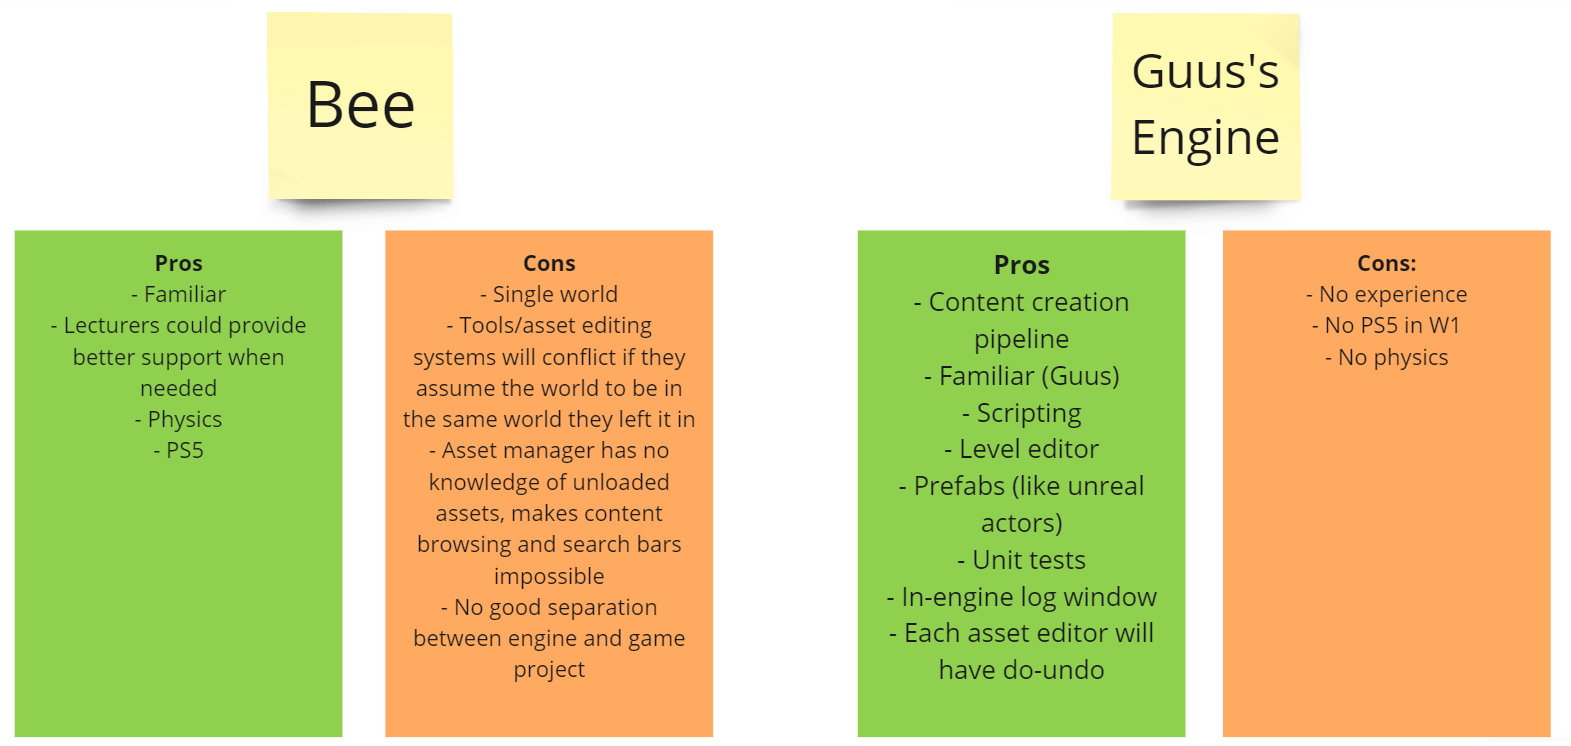 Bee
Pros
- Familiar
- Lecturers could provide
better support when
needed
- Physics
- PS5
Cons
- Single world
- Tools/asset editing
systems will conflict if they
assume the world to be in
the same world they left it in
- Asset manager has no
knowledge of unloaded
assets, makes content
browsing and search bars
impossible
- No good separation
between engine and game
project
Guus's
Engine
Pros
- Content creation
pipeline
- Familiar (Guus)
- Scripting
- Level editor
- Prefabs (like unreal
actors)
- Unit tests
- In-engine log window
- Each asset editor will
have do-undo
Cons:
- No experience
- No PS5 in W1
- No physics